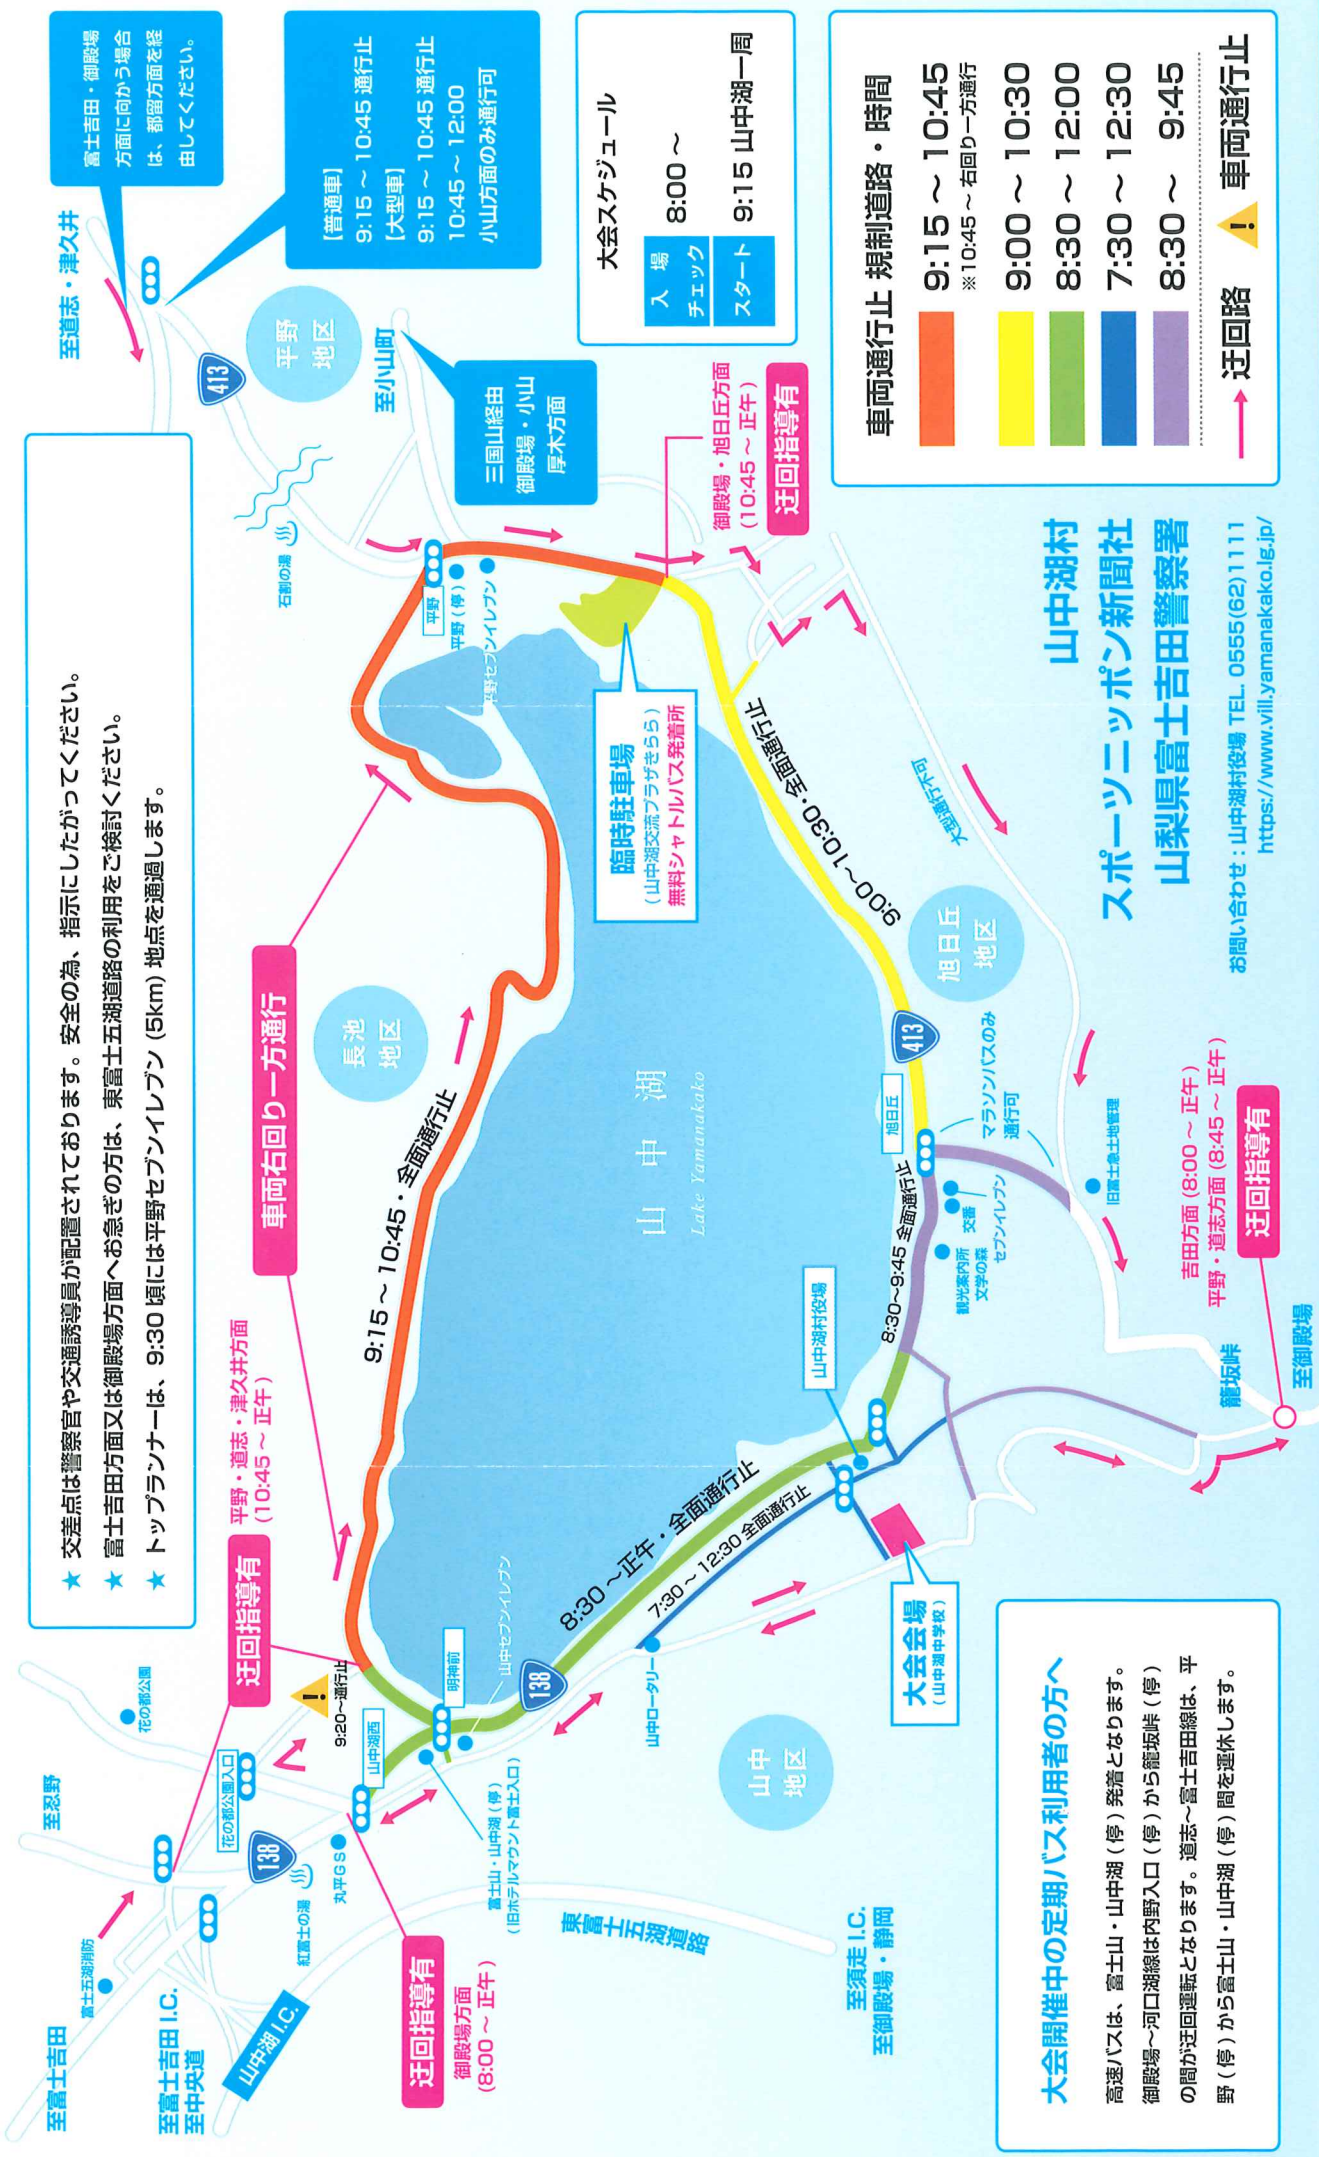 ★ 交差点は警察官や交通誘導員が配置されております。安全の為、指示にしたがってください。
★ 富士吉田方面又は御殿場方面へお急ぎの方は、東富士五湖道路の利用をご検討ください。
★ トップランナーは、9:30 頃には平野セブンイレブン (5km) 地点を通過します。
至道志・津久井
富士吉田・御殿場
方面に向かう場合
は、都留方面を経
由してください。
【普通車】
9:15 ～ 10:45 通行止
【大型車】
9:15 ～ 10:45 通行止
10:45 ～ 12:00
小山方面のみ通行可
413
平野
地区
至小山町
三国山経由
御殿場・小山
厚木方面
石割の湯
平野
平野 (停)
平野セブンイレブン
大会スケジュール
入 場
チェック
8:00 ～
スタート
9:15 山中湖一周
御殿場・旭日丘方面
(10:45 ～ 正午)
迂回指導有
車両通行止 規制道路・時間
9:15 ～ 10:45
※10:45 ～ 右回り一方通行
9:00 ～ 10:30
8:30 ～ 12:00
7:30 ～ 12:30
8:30 ～ 9:45
迂回路
車両通行止
至富士吉田
富士五湖消防
至富士吉田 I.C.
至中央道
山中湖 I.C.
至忍野
花の都公園
花の都公園入口
138
紅富士の湯
丸平GS
迂回指導有
平野・道志・津久井方面
(10:45 ～ 正午)
9:20～通行止
山中湖西
明神前
山中セブンイレブン
富士山・山中湖 (停)
(旧ホテルマウント富士入口)
迂回指導有
御殿場方面
(8:00 ～ 正午)
東富士五湖道路
至須走 I.C.
至御殿場・静岡
車両右回り一方通行
9:15 ～ 10:45・全面通行止
長池
地区
山中湖
Lake Yamanakako
臨時駐車場
(山中湖交流プラザきらら)
無料シャトルバス発着所
9:00～10:30・全面通行止
大型通行不可
旭日丘
地区
413
旭日丘
マラソンバスのみ
通行可
8:30～9:45 全面通行止
交番
セブンイレブン
観光案内所
文学の森
旧富士急土地管理
山中湖村役場
138
8:30 ～正午・全面通行止
7:30 ～ 12:30 全面通行止
山中ロータリー
山中
地区
大会会場
(山中湖中学校)
吉田方面 (8:00 ～ 正午)
平野・道志方面 (8:45 ～ 正午)
迂回指導有
籠坂峠
至御殿場
大会開催中の定期バス利用者の方へ
高速バスは、富士山・山中湖 (停) 発着となります。
御殿場～河口湖線は内野入口 (停) から籠坂峠 (停)
の間が迂回運転となります。道志～富士吉田線は、平
野 (停) から富士山・山中湖 (停) 間を運休します。
山中湖村
スポーツニッポン新聞社
山梨県富士吉田警察署
お問い合わせ：山中湖村役場 TEL. 0555(62)1111
https://www.vill.yamanakako.lg.jp/